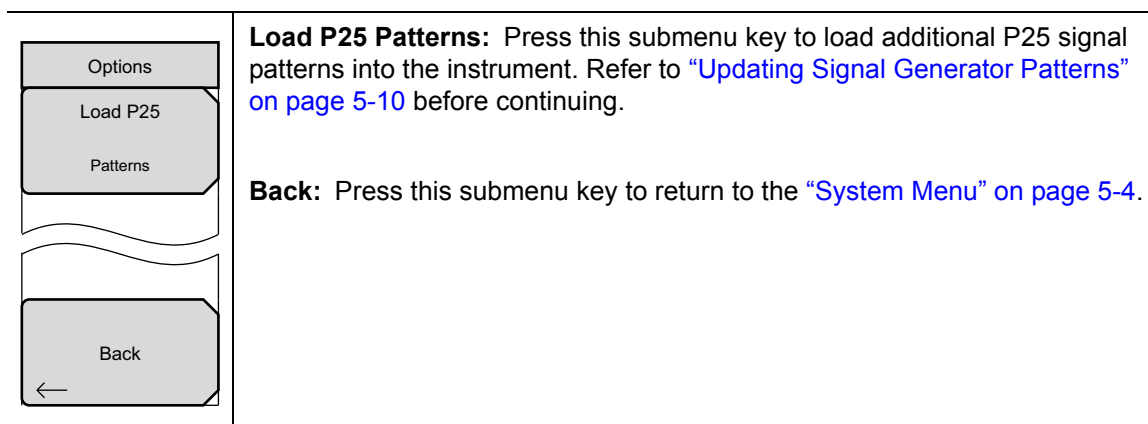 Options
Load P25
Patterns
Back
Load P25 Patterns: Press this submenu key to load additional P25 signal
patterns into the instrument. Refer to “Updating Signal Generator Patterns”
on page 5-10 before continuing.
Back: Press this submenu key to return to the “System Menu” on page 5-4.